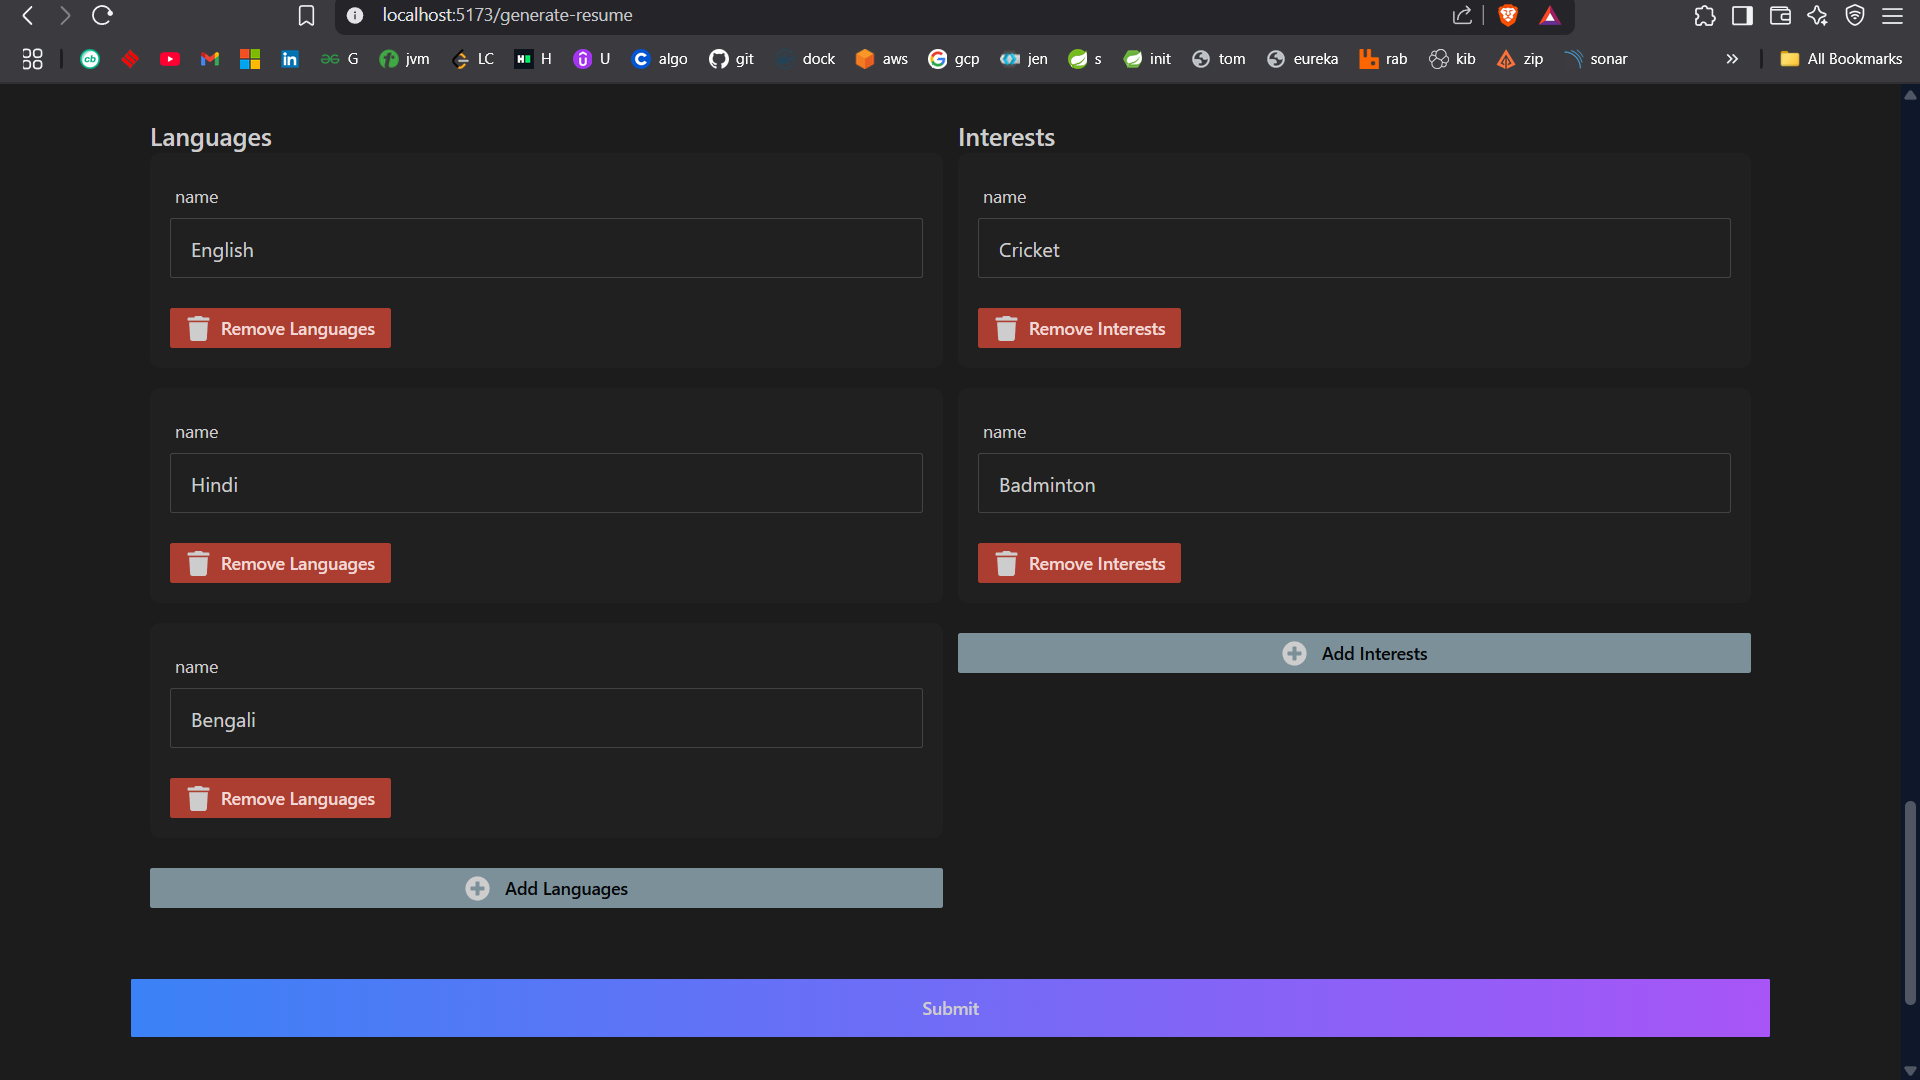 localhost:5173/generate-resume
cb G jvm LC H U algo git dock aws gcp jen s init tom eureka rab kib zip sonar » All Bookmarks
Languages
name
English
Remove Languages
name
Hindi
Remove Languages
name
Bengali
Remove Languages
Add Languages
Interests
name
Cricket
Remove Interests
name
Badminton
Remove Interests
Add Interests
Submit